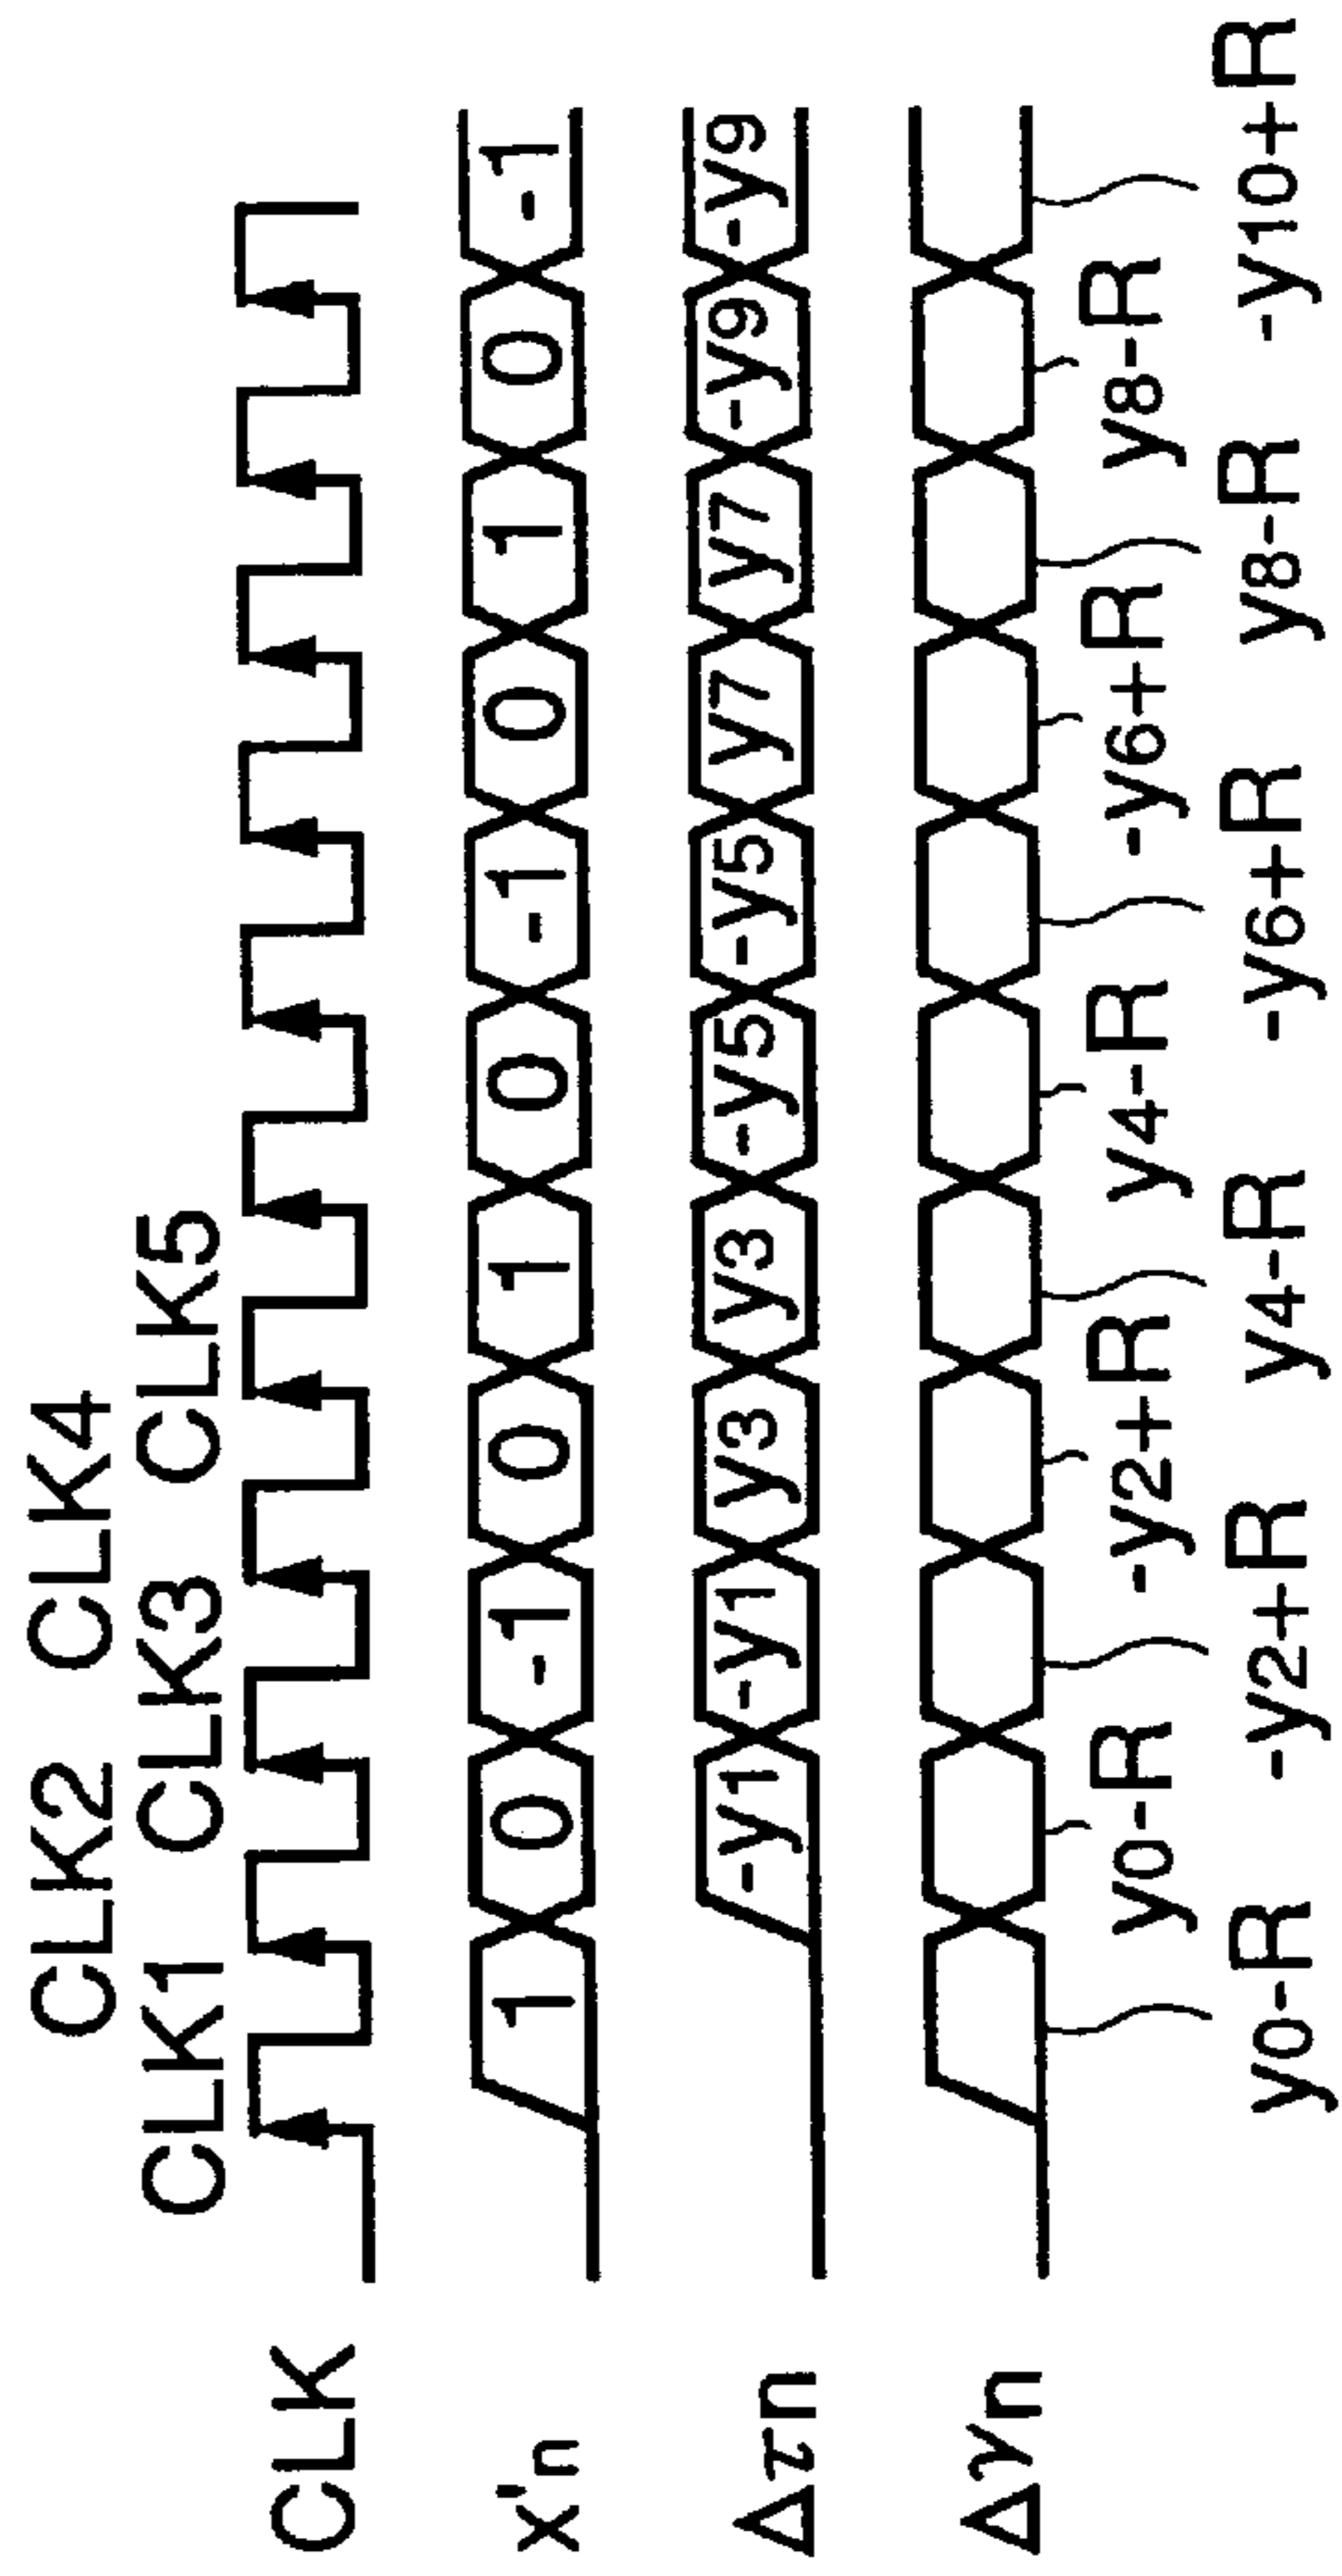 CLK2 CLK4
CLK1 CLK3 CLK5
CLK
x'n 1 0 -1 0 1 0 -1 0 1 0 -1
Δτn -y1 -y1 y3 y3 -y5 -y5 y7 y7 -y9 -y9
Δγn
y0-R -y2+R y4-R -y6+R y8-R
y0-R -y2+R y4-R -y6+R y8-R -y10+R